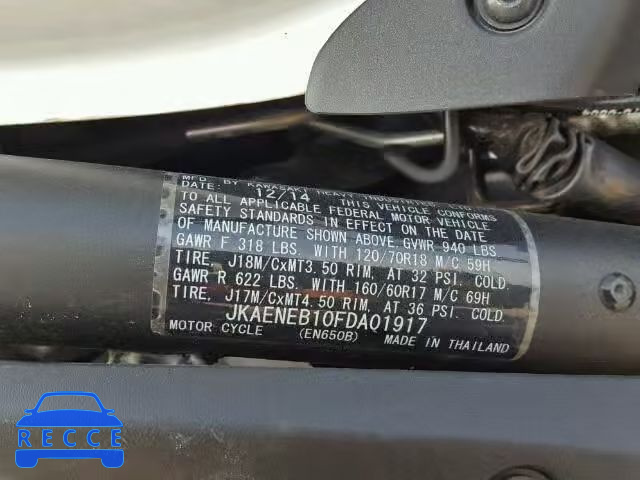 MFD. BY KAWASAKI HEAVY INDUSTRIES LTD.
DATE: 12/14 THIS VEHICLE CONFORMS
TO ALL APPLICABLE FEDERAL MOTOR VEHICLE
SAFETY STANDARDS IN EFFECT ON THE DATE
OF MANUFACTURE SHOWN ABOVE. GVWR 940 LBS
GAWR F 318 LBS. WITH 120/70R18 M/C 59H
TIRE, J18M/CxMT3.50 RIM, AT 32 PSI. COLD
GAWR R 622 LBS. WITH 160/60R17 M/C 69H
TIRE, J17M/CxMT4.50 RIM, AT 36 PSI. COLD
JKAENEB10FDA01917
MOTOR CYCLE (EN650B) MADE IN THAILAND
RECCE